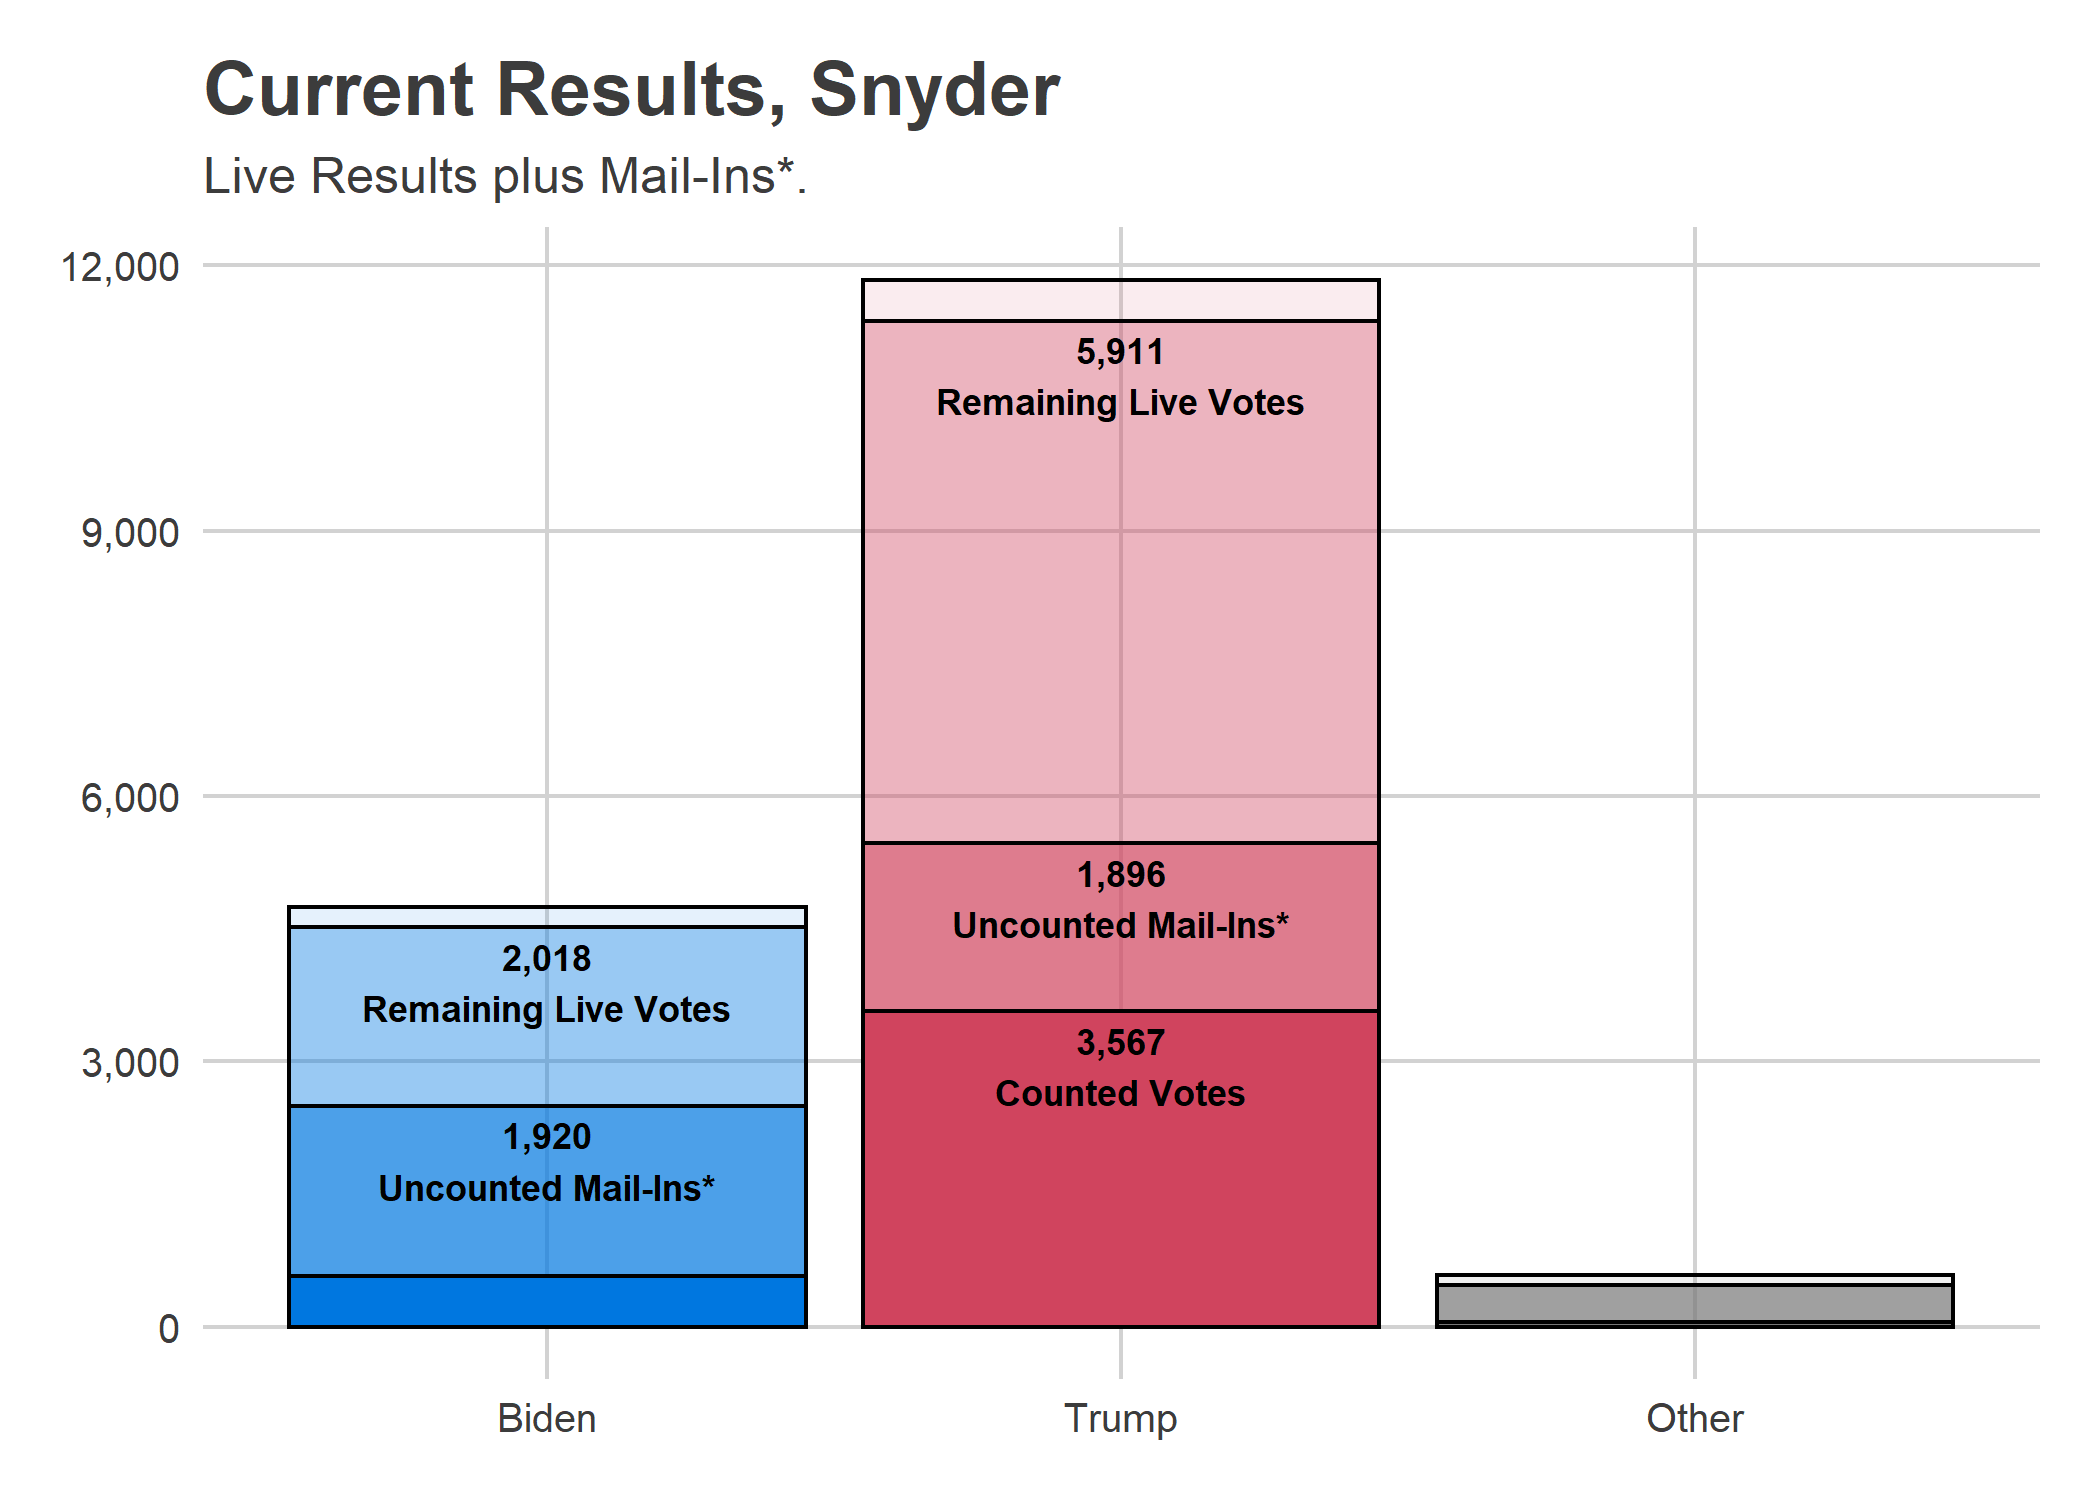 Current Results, Snyder
Live Results plus Mail-Ins*.
12,000
9,000
6,000
3,000
0
5,911
Remaining Live Votes
1,896
Uncounted Mail-Ins*
3,567
Counted Votes
2,018
Remaining Live Votes
1,920
Uncounted Mail-Ins*
Biden
Trump
Other